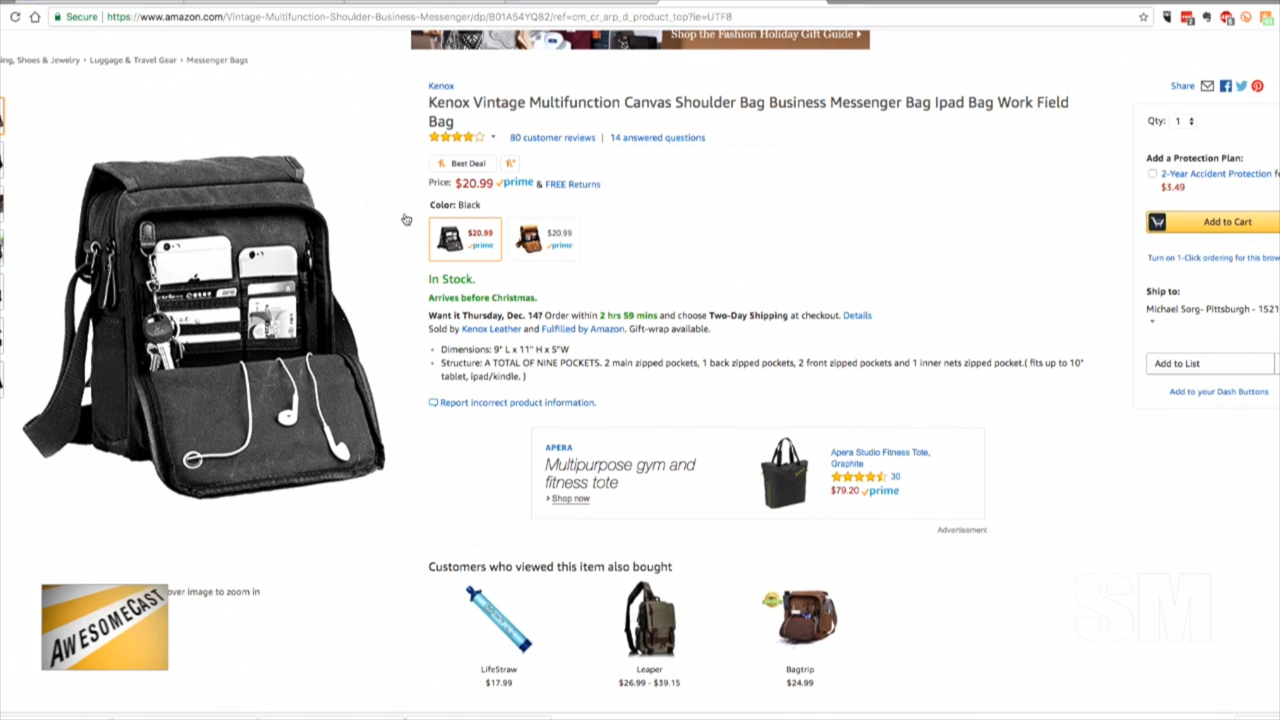 Secure https://www.amazon.com/Vintage-Multifunction-Shoulder-Business-Messenger/dp/B01A54YQ82/ref=cm_cr_arp_d_product_top?ie=UTF8
Shop the Fashion Holiday Gift Guide
ing, Shoes & Jewelry › Luggage & Travel Gear › Messenger Bags
Kenox
Kenox Vintage Multifunction Canvas Shoulder Bag Business Messenger Bag Ipad Bag Work Field
Bag
80 customer reviews | 14 answered questions
Best Deal
Price: $20.99 prime & FREE Returns
Color: Black
$20.99
prime
$20.99
prime
In Stock.
Arrives before Christmas.
Want it Thursday, Dec. 14? Order within 2 hrs 59 mins and choose Two-Day Shipping at checkout. Details
Sold by Kenox Leather and Fulfilled by Amazon. Gift-wrap available.
• Dimensions: 9" L x 11" H x 5"W
• Structure: A TOTAL OF NINE POCKETS. 2 main zipped pockets, 1 back zipped pockets, 2 front zipped pockets and 1 inner nets zipped pocket.( fits up to 10"
tablet, ipad/kindle. )
Report incorrect product information.
APERA
Multipurpose gym and
fitness tote
Shop now
Apera Studio Fitness Tote,
Graphite
30
$79.20 prime
Advertisement
Customers who viewed this item also bought
LifeStraw
$17.99
Leaper
$26.99 - $39.15
Bagtrip
$24.99
Share
Qty: 1
Add a Protection Plan:
2-Year Accident Protection f
$3.49
Add to Cart
Turn on 1-Click ordering for this brow
Ship to:
Michael Sorg- Pittsburgh - 1521
Add to List
Add to your Dash Buttons
over image to zoom in
AWESOMECAST
SM